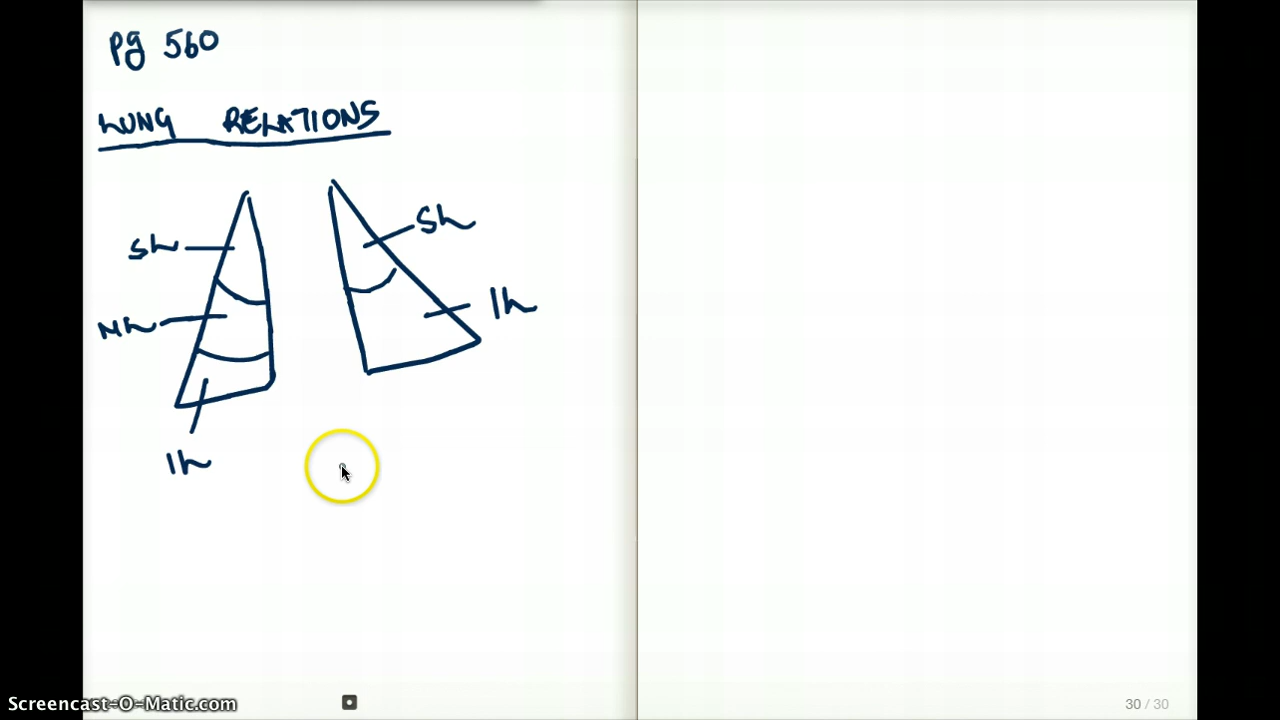 Pg 560
LUNG RELATIONS
SL
SL
ML
IL
IL
Screencast-O-Matic.com
30 / 30